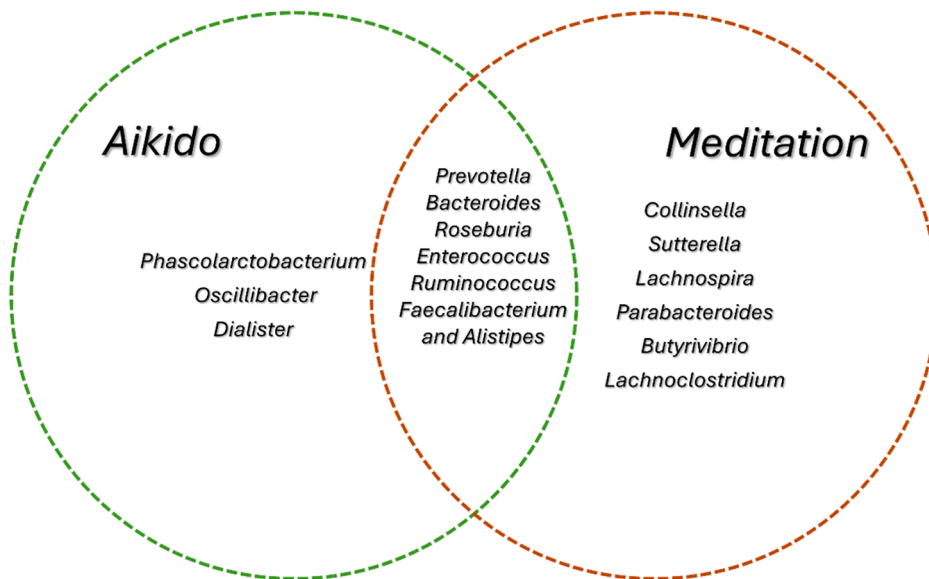 Aikido
Phascolarctobacterium
Oscillibacter
Dialister
Prevotella
Bacteroides
Roseburia
Enterococcus
Ruminococcus
Faecalibacterium
and Alistipes
Meditation
Collinsella
Sutterella
Lachnospira
Parabacteroides
Butyrivibrio
Lachnoclostridium